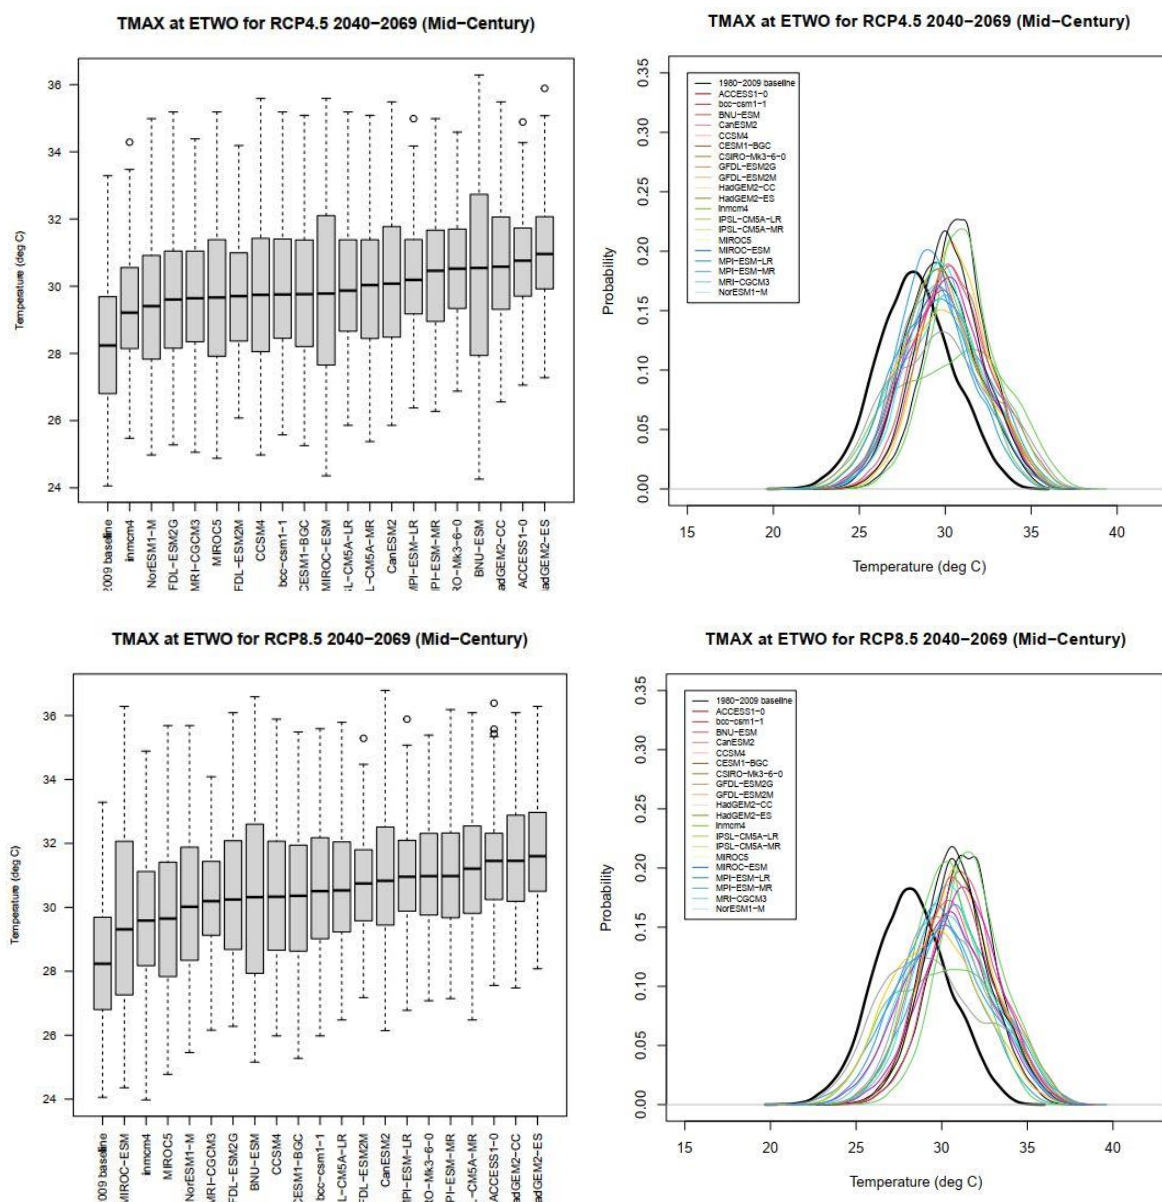 TMAX at ETWO for RCP4.5 2040−2069 (Mid−Century)
Temperature (deg C)
36
34
32
30
28
26
24
2009 baseline
inmcm4
NorESM1-M
FDL-ESM2G
MRI-CGCM3
MIROC5
FDL-ESM2M
CCSM4
bcc-csm1-1
CESM1-BGC
MIROC-ESM
SL-CM5A-LR
L-CM5A-MR
CanESM2
MPI-ESM-LR
IPI-ESM-MR
RO-Mk3-6-0
BNU-ESM
adGEM2-CC
ACCESS1-0
adGEM2-ES
TMAX at ETWO for RCP4.5 2040−2069 (Mid−Century)
Probability
0.35
0.30
0.25
0.20
0.15
0.10
0.05
0.00
1980-2009 baseline
ACCESS1-0
bcc-csm1-1
BNU-ESM
CanESM2
CCSM4
CESM1-BGC
CSIRO-Mk3-6-0
GFDL-ESM2G
GFDL-ESM2M
HadGEM2-CC
HadGEM2-ES
Inmcm4
IPSL-CM5A-LR
IPSL-CM5A-MR
MIROC5
MIROC-ESM
MPI-ESM-LR
MPI-ESM-MR
MRI-CGCM3
NorESM1-M
15 20 25 30 35 40
Temperature (deg C)
TMAX at ETWO for RCP8.5 2040−2069 (Mid−Century)
Temperature (deg C)
36
34
32
30
28
26
24
009 baseline
MIROC-ESM
inmcm4
MIROC5
NorESM1-M
MRI-CGCM3
FDL-ESM2G
BNU-ESM
CCSM4
CESM1-BGC
bcc-csm1-1
L-CM5A-LR
FDL-ESM2M
CanESM2
MPI-ESM-LR
RO-Mk3-6-0
IPI-ESM-MR
L-CM5A-MR
ACCESS1-0
adGEM2-CC
adGEM2-ES
TMAX at ETWO for RCP8.5 2040−2069 (Mid−Century)
Probability
0.35
0.30
0.25
0.20
0.15
0.10
0.05
0.00
1980-2009 baseline
ACCESS1-0
bcc-csm1-1
BNU-ESM
CanESM2
CCSM4
CESM1-BGC
CSIRO-Mk3-6-0
GFDL-ESM2G
GFDL-ESM2M
HadGEM2-CC
HadGEM2-ES
Inmcm4
IPSL-CM5A-LR
IPSL-CM5A-MR
MIROC5
MIROC-ESM
MPI-ESM-LR
MPI-ESM-MR
MRI-CGCM3
NorESM1-M
15 20 25 30 35 40
Temperature (deg C)